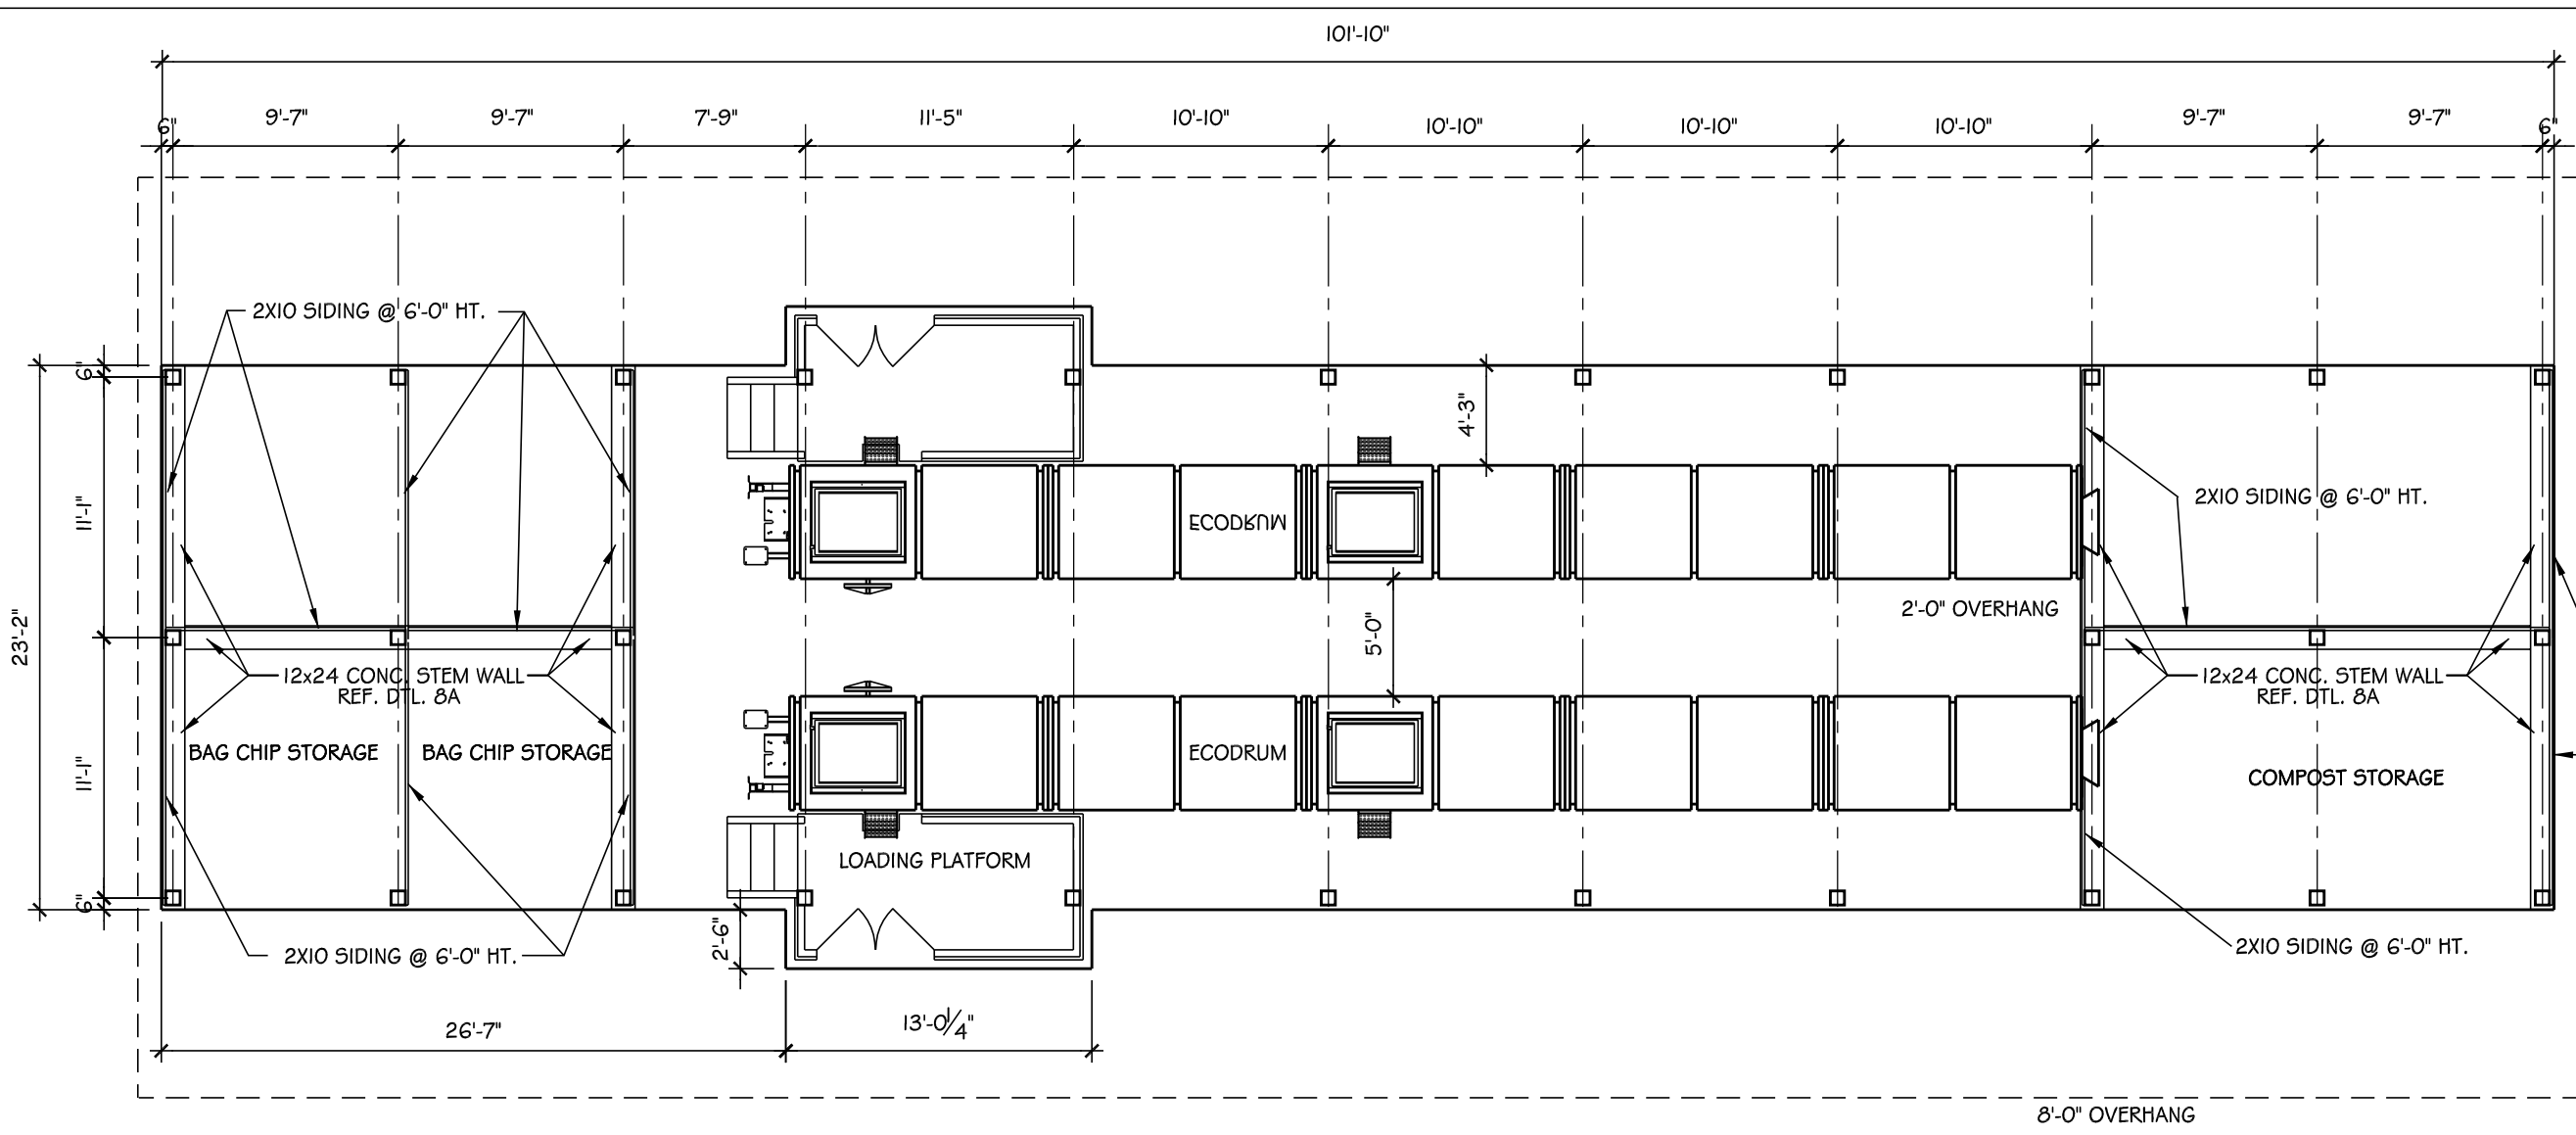 101'-10"
6"
9'-7"
9'-7"
7'-9"
11'-5"
10'-10"
10'-10"
10'-10"
10'-10"
9'-7"
9'-7"
6"
2X10 SIDING @ 6'-0" HT.
6"
4'-3"
11'-1"
ECODRUM
2X10 SIDING @ 6'-0" HT.
23'-2"
5'-0"
2'-0" OVERHANG
12x24 CONC. STEM WALL
REF. DTL. 8A
12x24 CONC. STEM WALL
REF. DTL. 8A
11'-1"
BAG CHIP STORAGE
BAG CHIP STORAGE
ECODRUM
COMPOST STORAGE
LOADING PLATFORM
6"
2'-6"
2X10 SIDING @ 6'-0" HT.
2X10 SIDING @ 6'-0" HT.
26'-7"
13'-0 1/4"
8'-0" OVERHANG